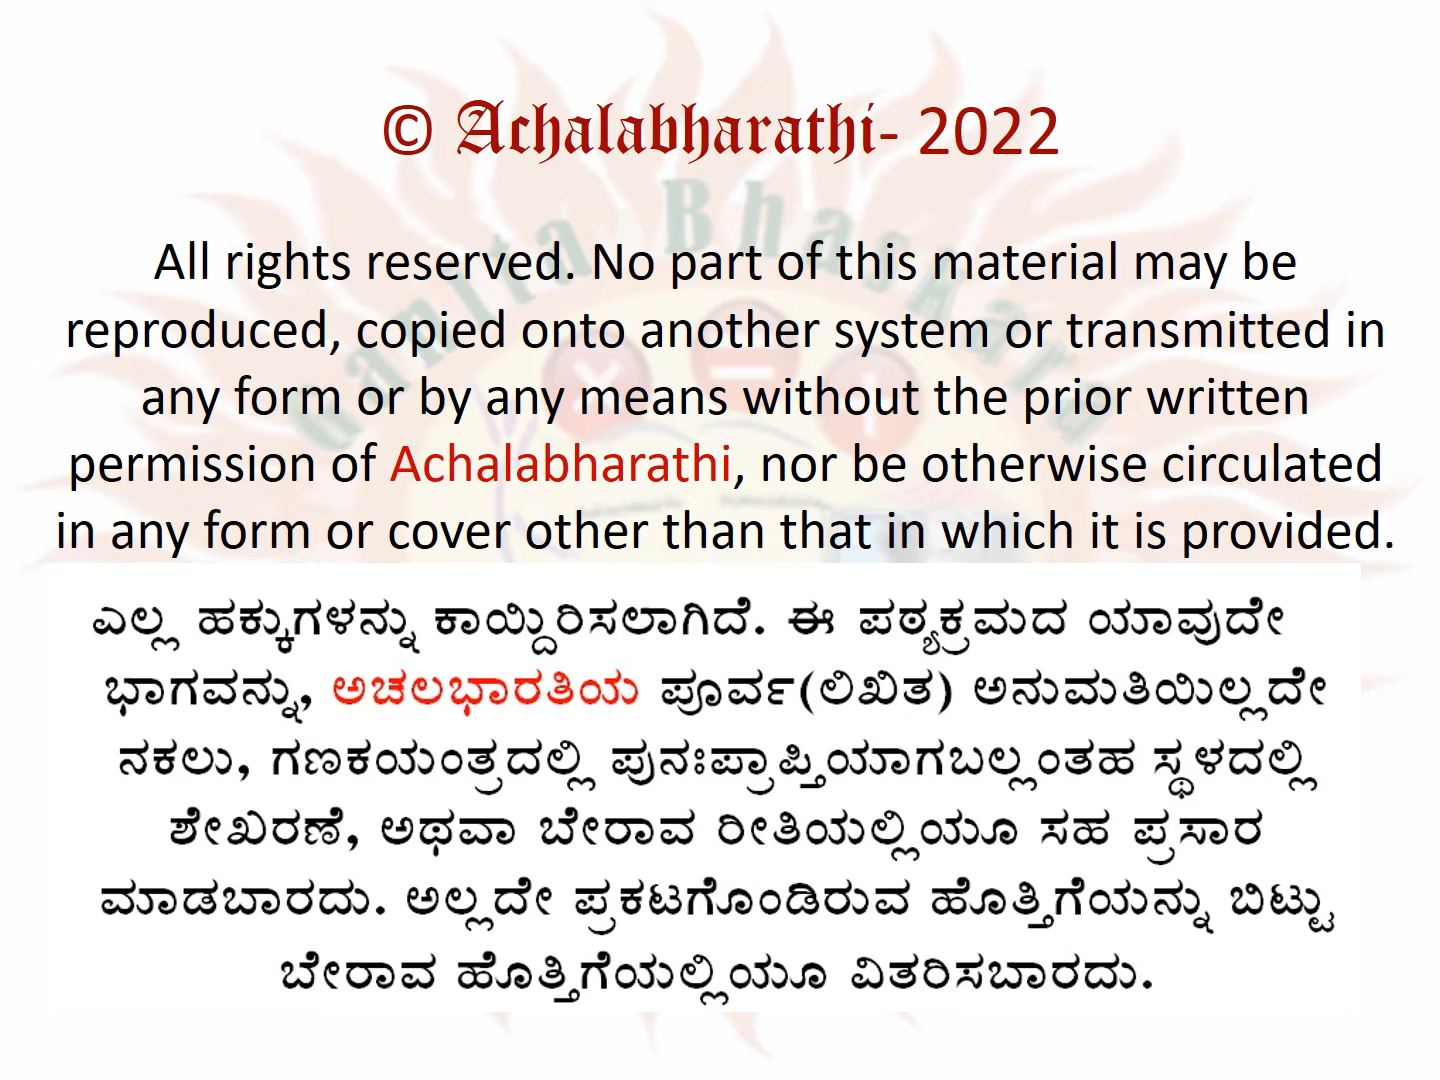 © Achalabharathi- 2022
Ganita Bhaskara
All rights reserved. No part of this material may be
reproduced, copied onto another system or transmitted in
any form or by any means without the prior written
permission of Achalabharathi, nor be otherwise circulated
in any form or cover other than that in which it is provided.
ಎಲ್ಲ ಹಕ್ಕುಗಳನ್ನು ಕಾಯ್ದಿರಿಸಲಾಗಿದೆ. ಈ ಪಠ್ಯಕ್ರಮದ ಯಾವುದೇ
ಭಾಗವನ್ನು, ಅಚಲಭಾರತಿಯ ಪೂರ್ವ(ಲಿಖಿತ) ಅನುಮತಿಯಿಲ್ಲದೇ
ನಕಲು, ಗಣಕಯಂತ್ರದಲ್ಲಿ ಪುನಃಪ್ರಾಪ್ತಿಯಾಗಬಲ್ಲಂತಹ ಸ್ಥಳದಲ್ಲಿ
ಶೇಖರಣೆ, ಅಥವಾ ಬೇರಾವ ರೀತಿಯಲ್ಲಿಯೂ ಸಹ ಪ್ರಸಾರ
ಮಾಡಬಾರದು. ಅಲ್ಲದೇ ಪ್ರಕಟಗೊಂಡಿರುವ ಹೊತ್ತಿಗೆಯನ್ನು ಬಿಟ್ಟು
ಬೇರಾವ ಹೊತ್ತಿಗೆಯಲ್ಲಿಯೂ ವಿತರಿಸಬಾರದು.